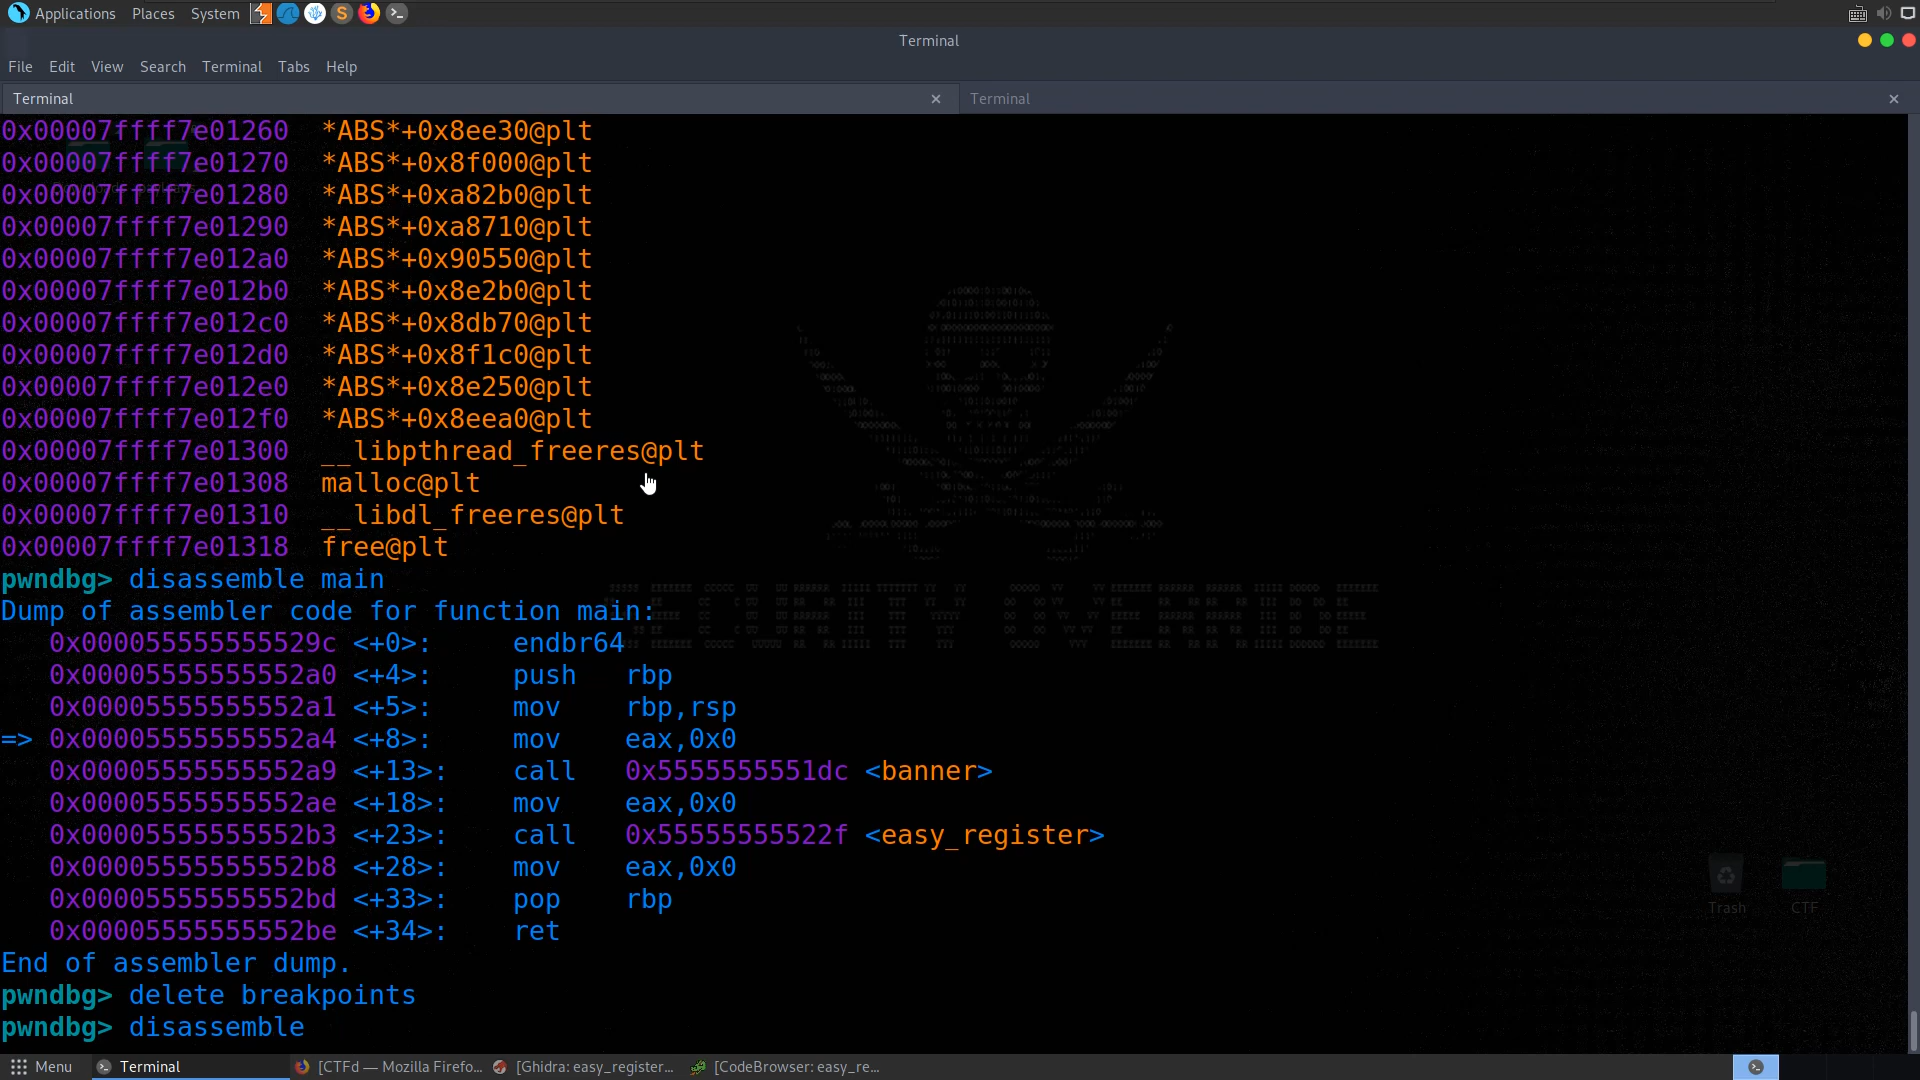 Applications Places System
Terminal
File Edit View Search Terminal Tabs Help
Terminal × Terminal ×
0x00007ffff7e01260 *ABS*+0x8ee30@plt
0x00007ffff7e01270 *ABS*+0x8f000@plt
0x00007ffff7e01280 *ABS*+0xa82b0@plt
0x00007ffff7e01290 *ABS*+0xa8710@plt
0x00007ffff7e012a0 *ABS*+0x90550@plt
0x00007ffff7e012b0 *ABS*+0x8e2b0@plt
0x00007ffff7e012c0 *ABS*+0x8db70@plt
0x00007ffff7e012d0 *ABS*+0x8f1c0@plt
0x00007ffff7e012e0 *ABS*+0x8e250@plt
0x00007ffff7e012f0 *ABS*+0x8eea0@plt
0x00007ffff7e01300 __libpthread_freeres@plt
0x00007ffff7e01308 malloc@plt
0x00007ffff7e01310 __libdl_freeres@plt
0x00007ffff7e01318 free@plt
pwndbg> disassemble main
Dump of assembler code for function main:
0x000055555555529c <+0>: endbr64
0x00005555555552a0 <+4>: push rbp
0x00005555555552a1 <+5>: mov rbp,rsp
=> 0x00005555555552a4 <+8>: mov eax,0x0
0x00005555555552a9 <+13>: call 0x5555555551dc <banner>
0x00005555555552ae <+18>: mov eax,0x0
0x00005555555552b3 <+23>: call 0x55555555522f <easy_register>
0x00005555555552b8 <+28>: mov eax,0x0
0x00005555555552bd <+33>: pop rbp
0x00005555555552be <+34>: ret
End of assembler dump.
pwndbg> delete breakpoints
pwndbg> disassemble
SECURITY OVERRIDE
Trash CTF
Menu Terminal [CTFd — Mozilla Firefo... [Ghidra: easy_register... [CodeBrowser: easy_re...